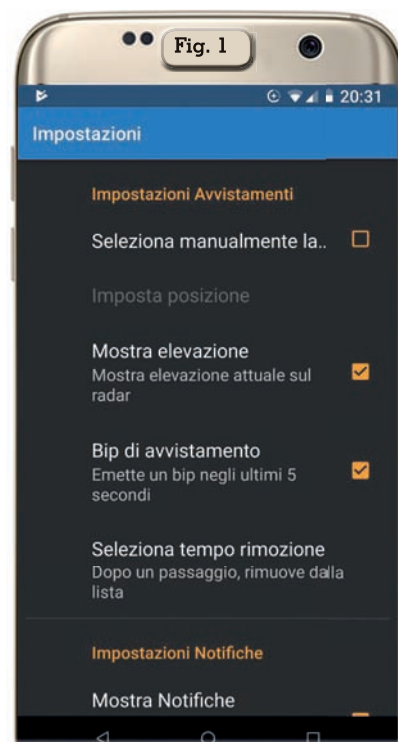 Fig. 1
20:31
Impostazioni
Impostazioni Avvistamenti
Seleziona manualmente la..
Imposta posizione
Mostra elevazione
Mostra elevazione attuale sul
radar
Bip di avvistamento
Emette un bip negli ultimi 5
secondi
Seleziona tempo rimozione
Dopo un passaggio, rimuove dalla
lista
Impostazioni Notifiche
Mostra Notifiche